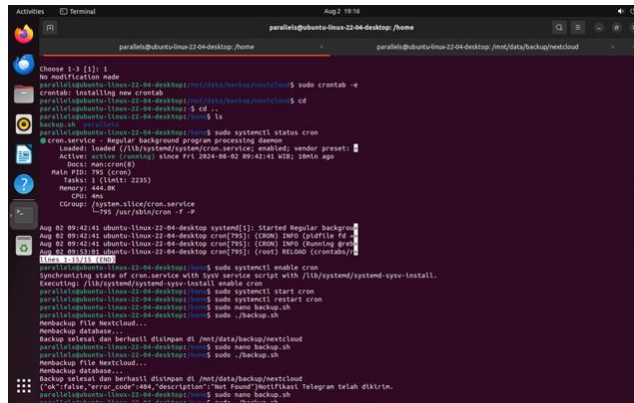 Activities
Terminal
Aug 2 19:16
parallels@ubuntu-linux-22-04-desktop: /home
parallels@ubuntu-linux-22-04-desktop: /home
parallels@ubuntu-linux-22-04-desktop: /mnt/data/backup/nextcloud
Choose 1-3 [1]: 1
No modification made
parallels@ubuntu-linux-22-04-desktop:/mnt/data/backup/nextcloud$ sudo crontab -e
crontab: installing new crontab
parallels@ubuntu-linux-22-04-desktop:/mnt/data/backup/nextcloud$ cd
parallels@ubuntu-linux-22-04-desktop:~$ cd ..
parallels@ubuntu-linux-22-04-desktop:/home$ ls
backup.sh parallels
parallels@ubuntu-linux-22-04-desktop:/home$ sudo systemctl status cron
● cron.service - Regular background program processing daemon
Loaded: loaded (/lib/systemd/system/cron.service; enabled; vendor preset: >
Active: active (running) since Fri 2024-08-02 09:42:41 WIB; 10min ago
Docs: man:cron(8)
Main PID: 795 (cron)
Tasks: 1 (limit: 2235)
Memory: 444.0K
CPU: 4ms
CGroup: /system.slice/cron.service
└─795 /usr/sbin/cron -f -P
Aug 02 09:42:41 ubuntu-linux-22-04-desktop systemd[1]: Started Regular backgrou>
Aug 02 09:42:41 ubuntu-linux-22-04-desktop cron[795]: (CRON) INFO (pidfile fd =>
Aug 02 09:42:41 ubuntu-linux-22-04-desktop cron[795]: (CRON) INFO (Running @reb>
Aug 02 09:53:01 ubuntu-linux-22-04-desktop cron[795]: (root) RELOAD (crontabs/r>
lines 1-15/15 (END)
parallels@ubuntu-linux-22-04-desktop:/home$ sudo systemctl enable cron
Synchronizing state of cron.service with SysV service script with /lib/systemd/systemd-sysv-install.
Executing: /lib/systemd/systemd-sysv-install enable cron
parallels@ubuntu-linux-22-04-desktop:/home$ sudo systemctl start cron
parallels@ubuntu-linux-22-04-desktop:/home$ sudo systemctl restart cron
parallels@ubuntu-linux-22-04-desktop:/home$ sudo nano backup.sh
parallels@ubuntu-linux-22-04-desktop:/home$ sudo ./backup.sh
Membackup file Nextcloud...
Membackup database...
Backup selesai dan berhasil disimpan di /mnt/data/backup/nextcloud
parallels@ubuntu-linux-22-04-desktop:/home$ sudo nano backup.sh
parallels@ubuntu-linux-22-04-desktop:/home$ sudo ./backup.sh
Membackup file Nextcloud...
Membackup database...
Backup selesai dan berhasil disimpan di /mnt/data/backup/nextcloud
{"ok":false,"error_code":404,"description":"Not Found"}Notifikasi Telegram telah dikirim.
parallels@ubuntu-linux-22-04-desktop:/home$ sudo nano backup.sh
parallels@ubuntu-linux-22-04-desktop:/home$ sudo ./backup.sh